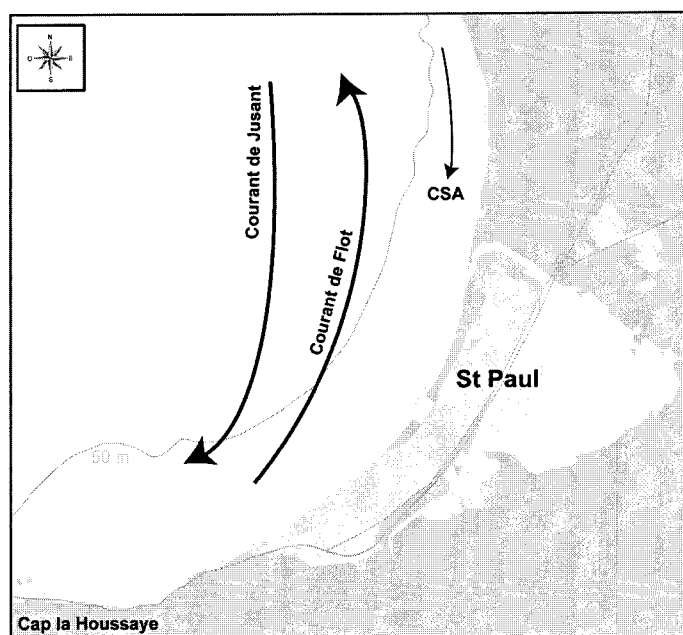 N
O
E
S
Courant de Jusant
Courant de Flot
CSA
St Paul
50 m
Cap la Houssaye